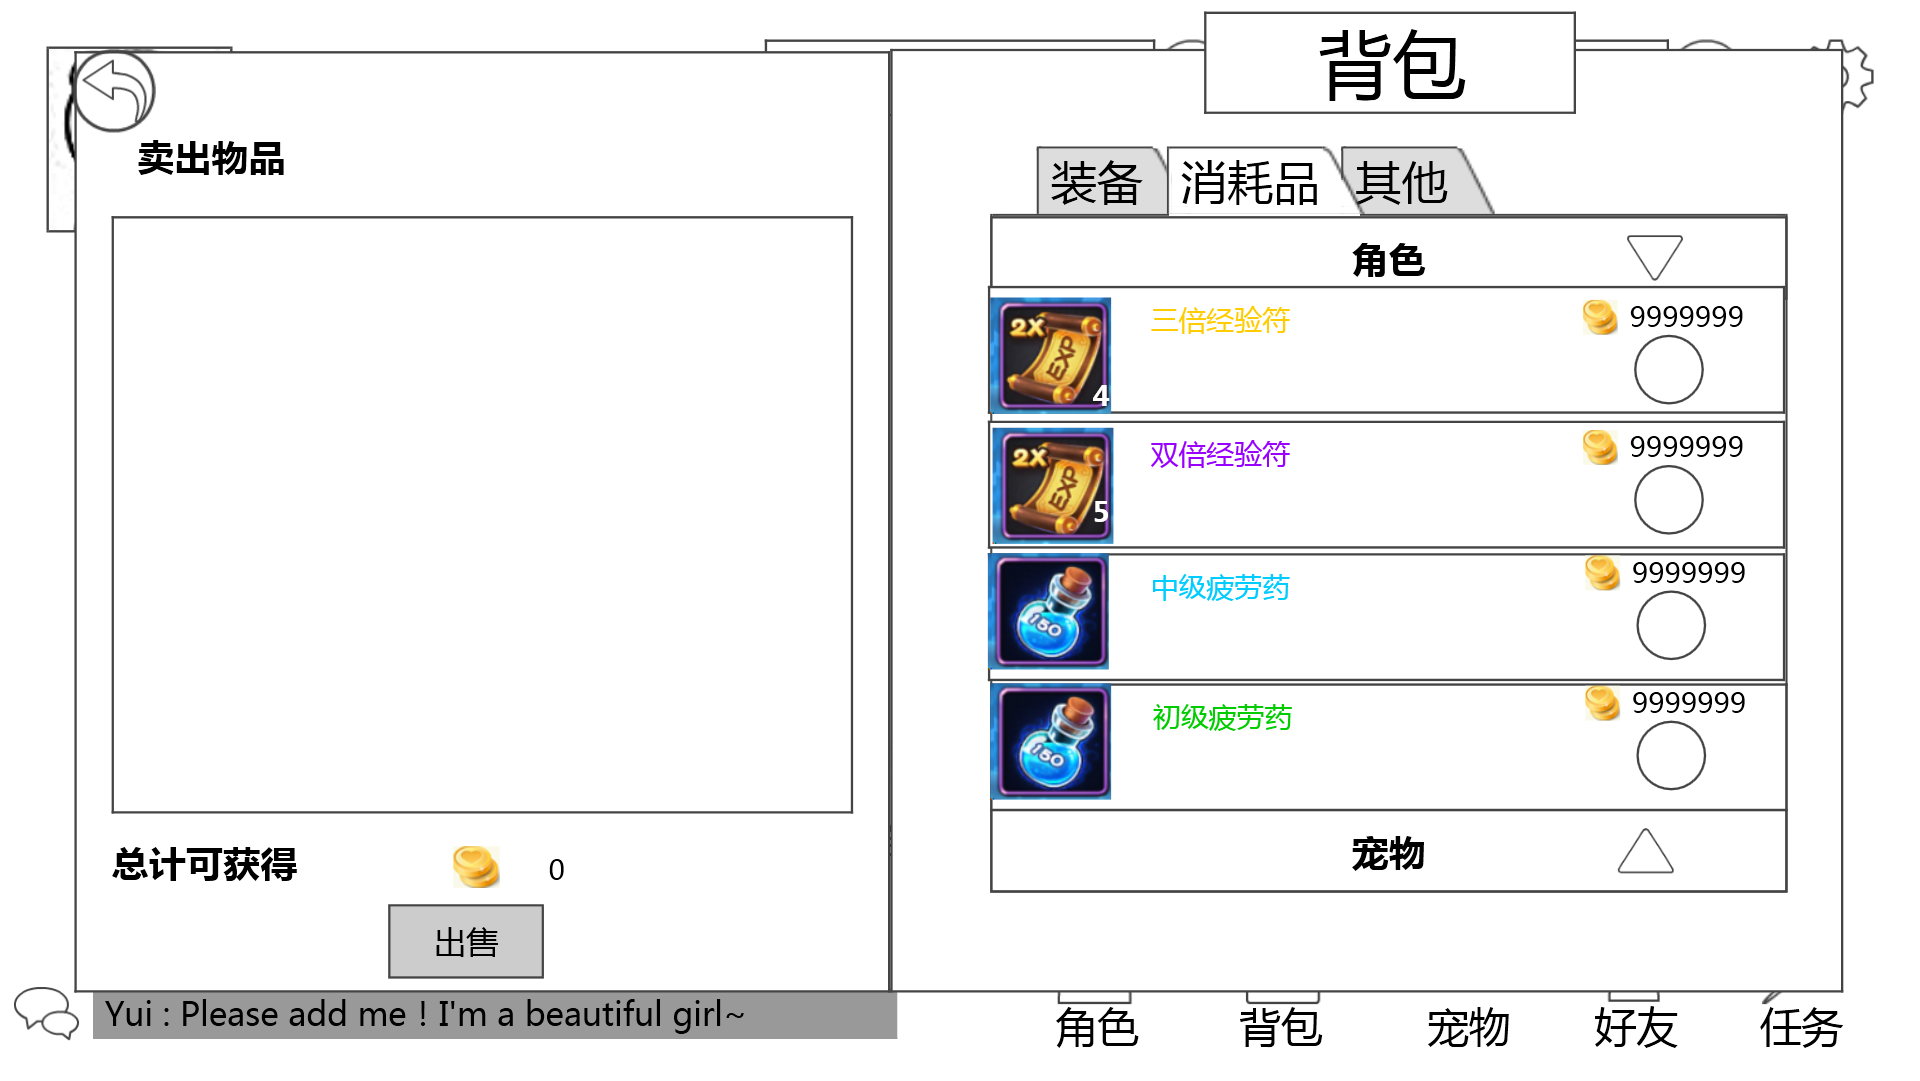 背包
卖出物品
装备 消耗品 其他
角色
2X EXP 4
三倍经验符
9999999
2X EXP 5
双倍经验符
9999999
150
中级疲劳药
9999999
150
初级疲劳药
9999999
宠物
总计可获得 0
出售
Yui : Please add me ! I'm a beautiful girl~
角色 背包 宠物 好友 任务